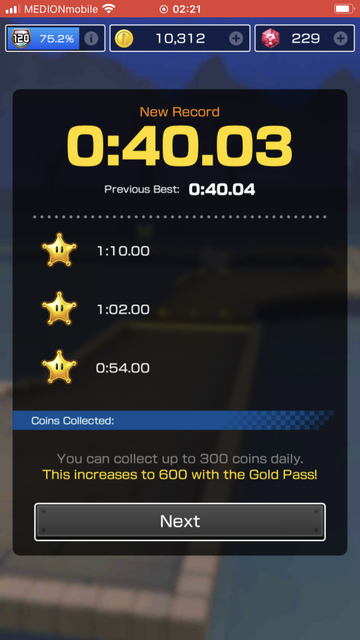 MEDIONmobile 02:21
120 75.2% i 10,312 + 229 +
New Record
0:40.03
Previous Best: 0:40.04
1:10.00
1:02.00
0:54.00
Coins Collected:
You can collect up to 300 coins daily.
This increases to 600 with the Gold Pass!
Next